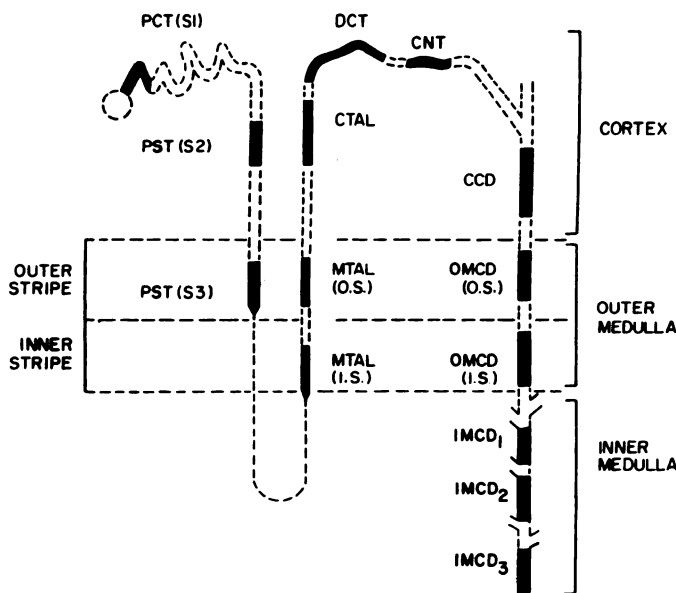 PCT (S1)
DCT
CNT
PST (S2)
CTAL
CORTEX
CCD
OUTER
STRIPE
PST (S3)
MTAL
(O.S.)
OMCD
(O.S.)
OUTER
MEDULLA
INNER
STRIPE
MTAL
(I.S.)
OMCD
(I.S)
IMCD1
INNER
MEDULLA
IMCD2
IMCD3